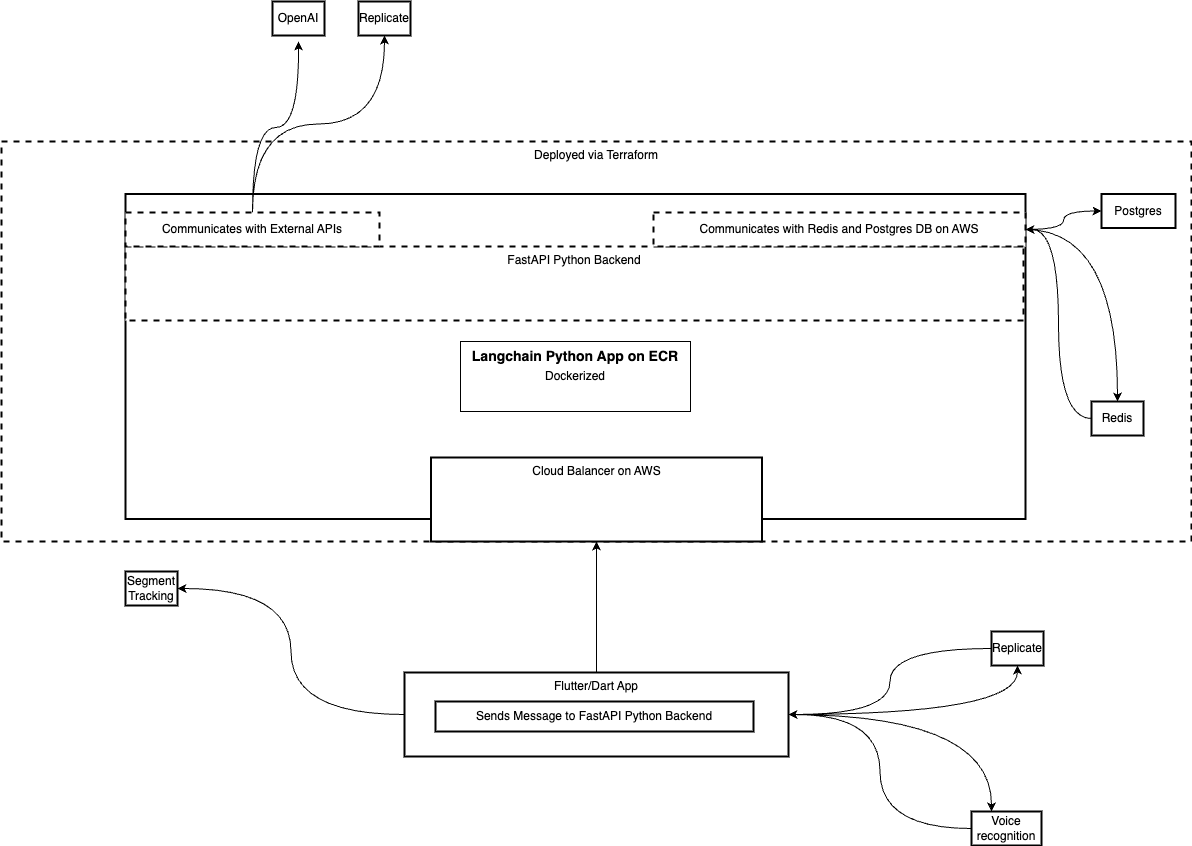 OpenAI
Replicate
Deployed via Terraform
Communicates with External APIs
Communicates with Redis and Postgres DB on AWS
Postgres
FastAPI Python Backend
Langchain Python App on ECR
Dockerized
Redis
Cloud Balancer on AWS
Segment
Tracking
Replicate
Flutter/Dart App
Sends Message to FastAPI Python Backend
Voice
recognition